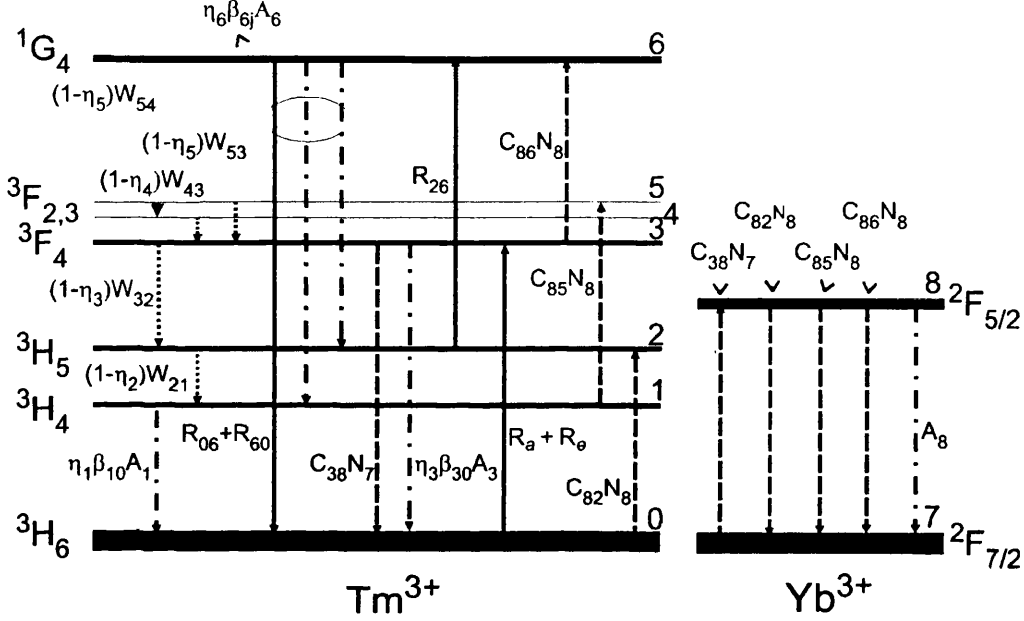 η₆β₆ⱼA₆
¹G₄ 6
(1-η₅)W₅₄
(1-η₅)W₅₃ C₈₆N₈
(1-η₄)W₄₃ R₂₆
³F₂,₃ 5
4
³F₄ 3
C₈₂N₈ C₈₆N₈
C₃₈N₇ C₈₅N₈
(1-η₃)W₃₂ C₈₅N₈ 8 ²F₅/₂
³H₅ 2
(1-η₂)W₂₁
³H₄ 1
R₀₆+R₆₀ Rₐ + Rₑ A₈
η₁β₁₀A₁ C₃₈N₇ η₃β₃₀A₃
C₈₂N₈
³H₆ 0 7 ²F₇/₂
Tm³⁺ Yb³⁺